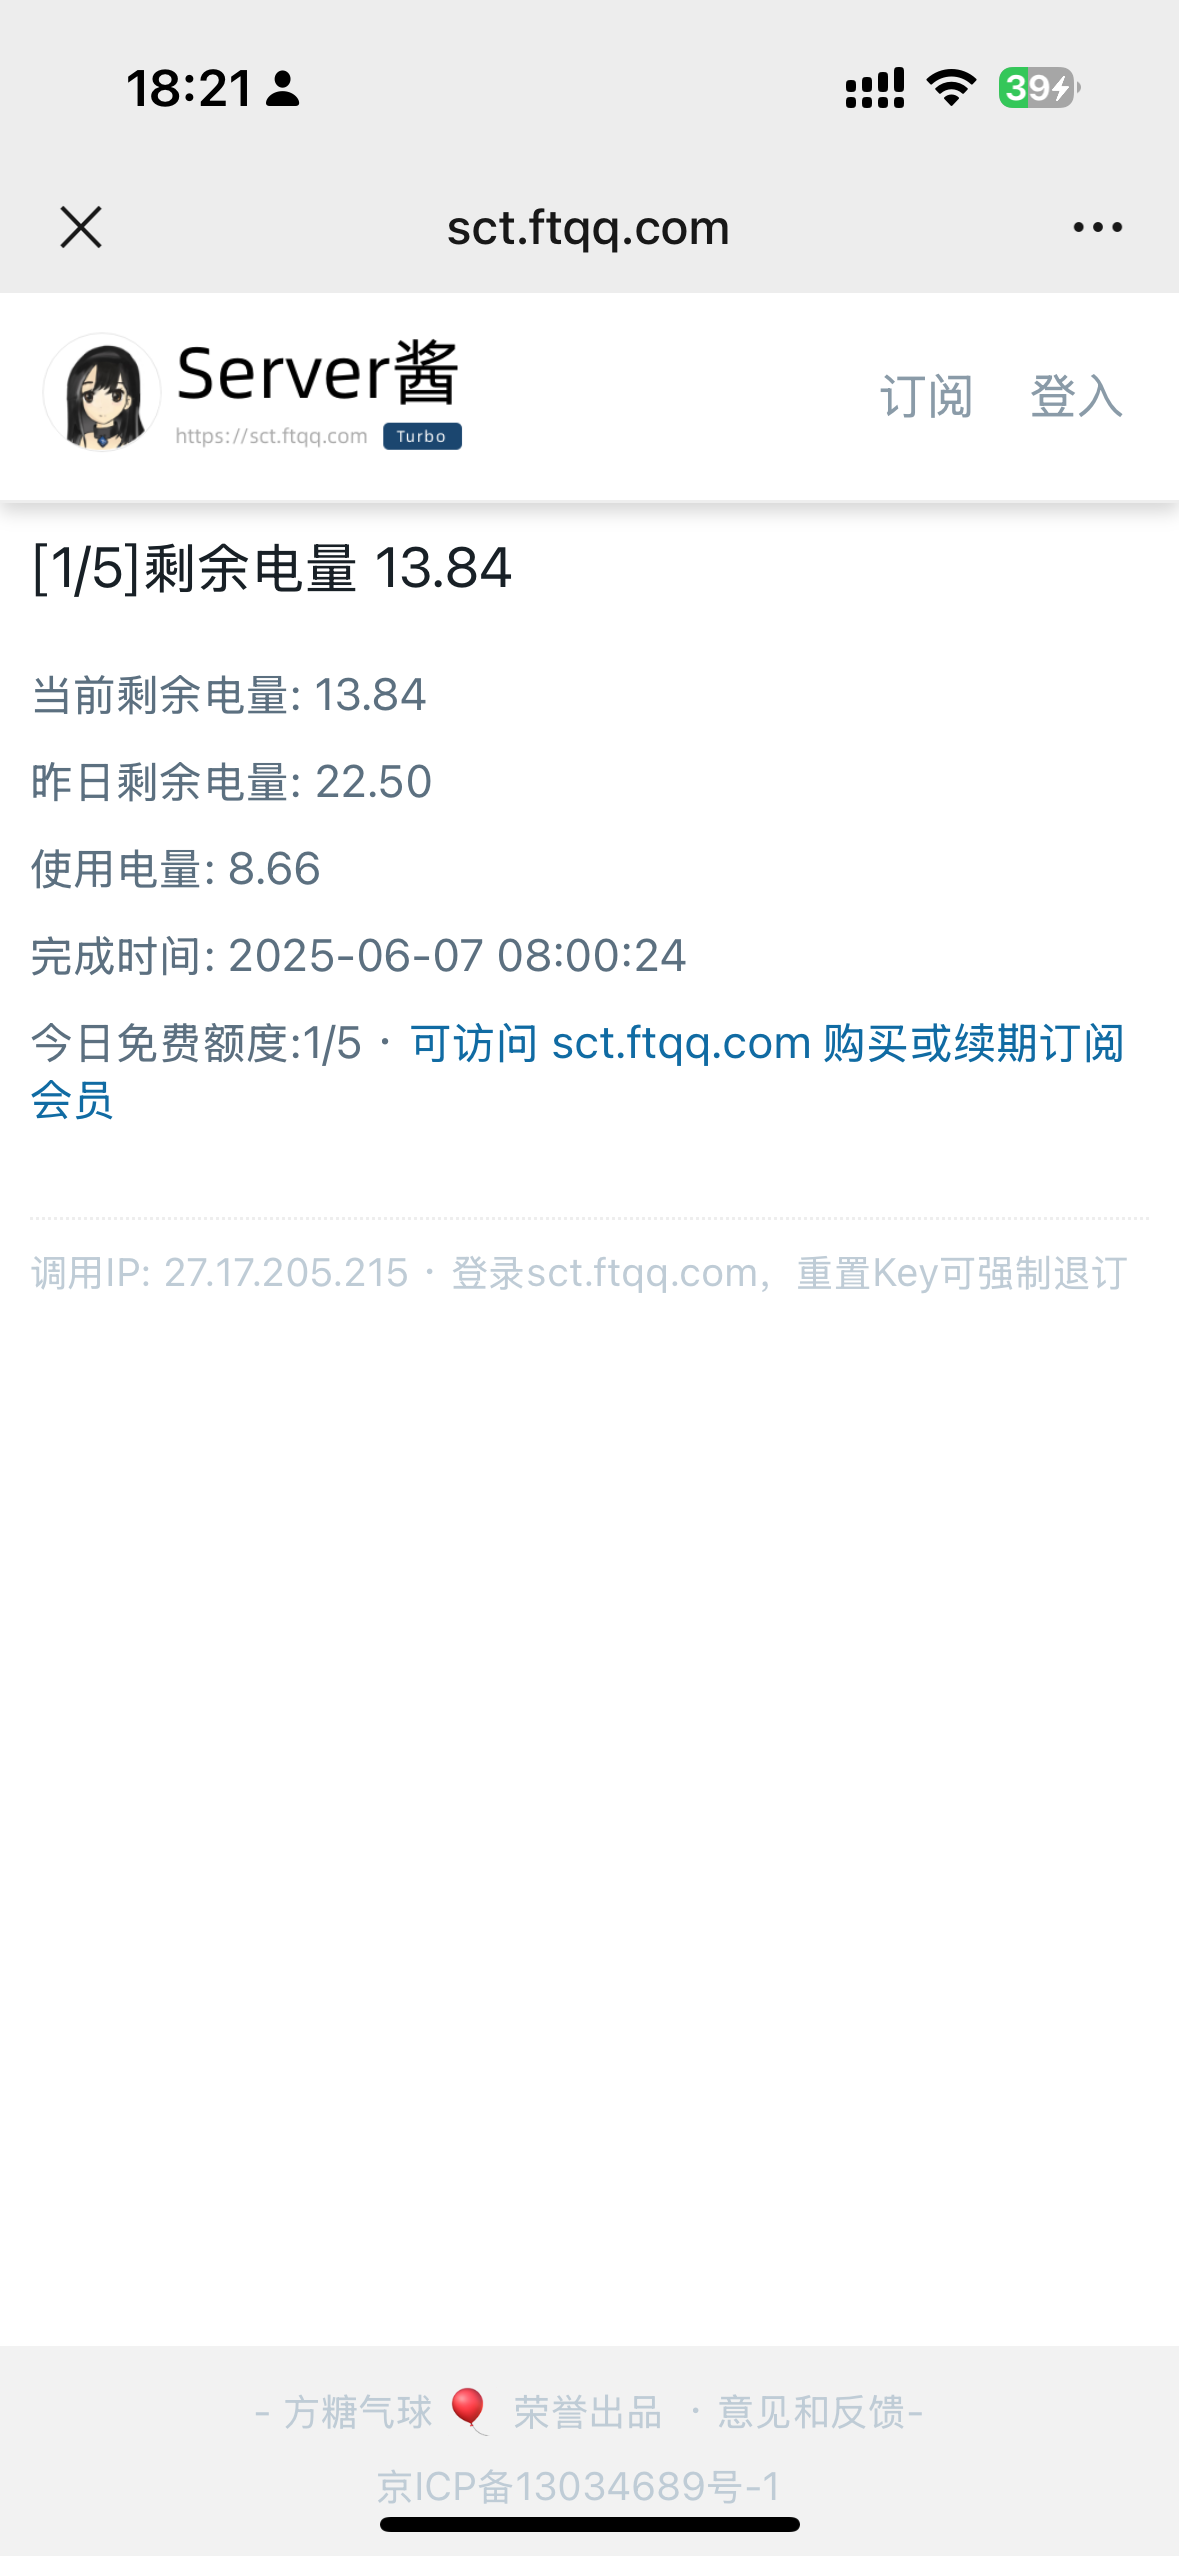 18:21
39
sct.ftqq.com
Server酱
https://sct.ftqq.com Turbo
订阅 登入
[1/5]剩余电量 13.84
当前剩余电量: 13.84
昨日剩余电量: 22.50
使用电量: 8.66
完成时间: 2025-06-07 08:00:24
今日免费额度:1/5 · 可访问 sct.ftqq.com 购买或续期订阅
会员
调用IP: 27.17.205.215 · 登录sct.ftqq.com，重置Key可强制退订
- 方糖气球 🎈 荣誉出品 · 意见和反馈-
京ICP备13034689号-1